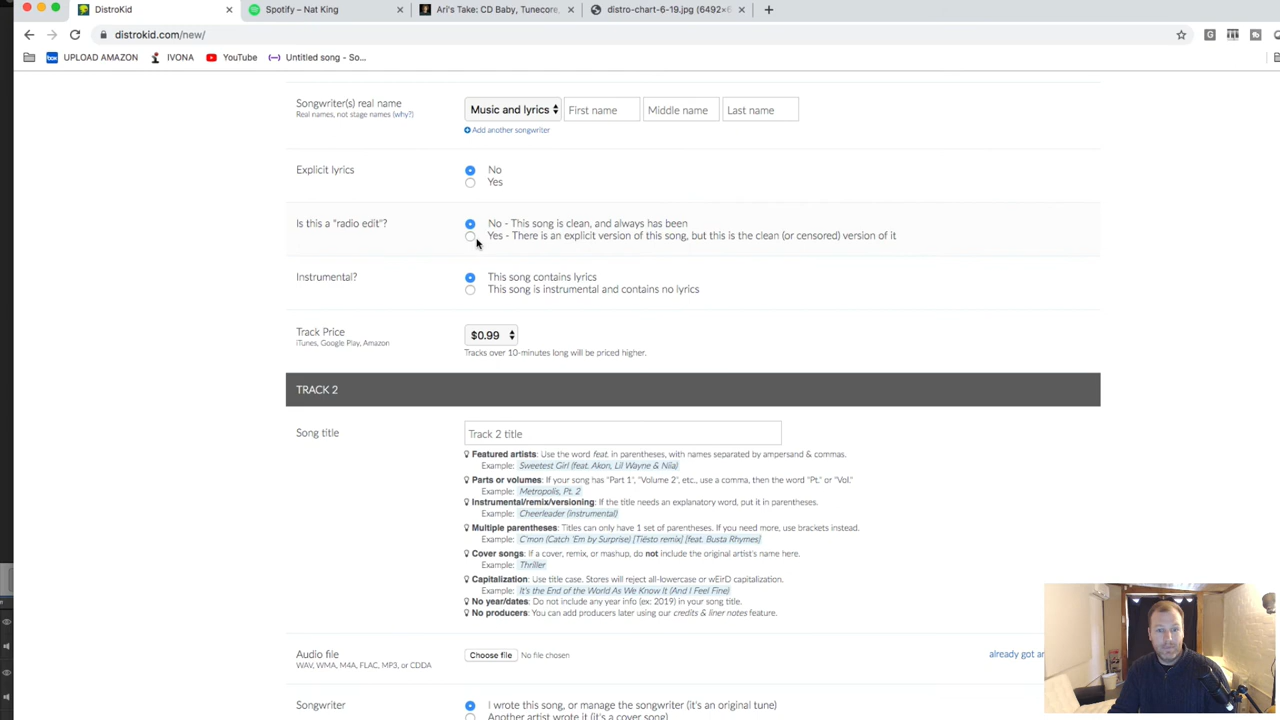 DistroKid
Spotify – Nat King
Ari's Take: CD Baby, Tunecore,
distro-chart-6-19.jpg (6492×6
distrokid.com/new/
UPLOAD AMAZON
IVONA
YouTube
Untitled song - So...
Songwriter(s) real name
Real names, not stage names (why?)
Music and lyrics
First name
Middle name
Last name
Add another songwriter
Explicit lyrics
No
Yes
Is this a "radio edit"?
No - This song is clean, and always has been
Yes - There is an explicit version of this song, but this is the clean (or censored) version of it
Instrumental?
This song contains lyrics
This song is instrumental and contains no lyrics
Track Price
iTunes, Google Play, Amazon
$0.99
Tracks over 10-minutes long will be priced higher.
TRACK 2
Song title
Track 2 title
Featured artists: Use the word feat. in parentheses, with names separated by ampersand & commas.
Example: Sweetest Girl (feat. Akon, Lil Wayne & Niia)
Parts or volumes: If your song has "Part 1", "Volume 2", etc., use a comma, then the word "Pt." or "Vol."
Example: Metropolis, Pt. 2
Instrumental/remix/versioning: If the title needs an explanatory word, put it in parentheses.
Example: Cheerleader (instrumental)
Multiple parentheses: Titles can only have 1 set of parentheses. If you need more, use brackets instead.
Example: C'mon (Catch 'Em by Surprise) [Tiësto remix] [feat. Busta Rhymes]
Cover songs: If a cover, remix, or mashup, do not include the original artist's name here.
Example: Thriller
Capitalization: Use title case. Stores will reject all-lowercase or wEirD capitalization.
Example: It's the End of the World As We Know It (And I Feel Fine)
No year/dates: Do not include any year info (ex: 2019) in your song title.
No producers: You can add producers later using our credits & liner notes feature.
Audio file
WAV, WMA, M4A, FLAC, MP3, or CDDA
Choose file
No file chosen
already got an
Songwriter
I wrote this song, or manage the songwriter (it's an original tune)
Another artist wrote it (it's a cover song)